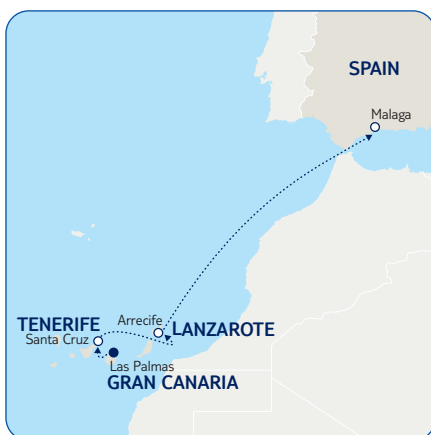 SPAIN
Malaga
Arrecife
LANZAROTE
TENERIFE
Santa Cruz
Las Palmas
GRAN CANARIA